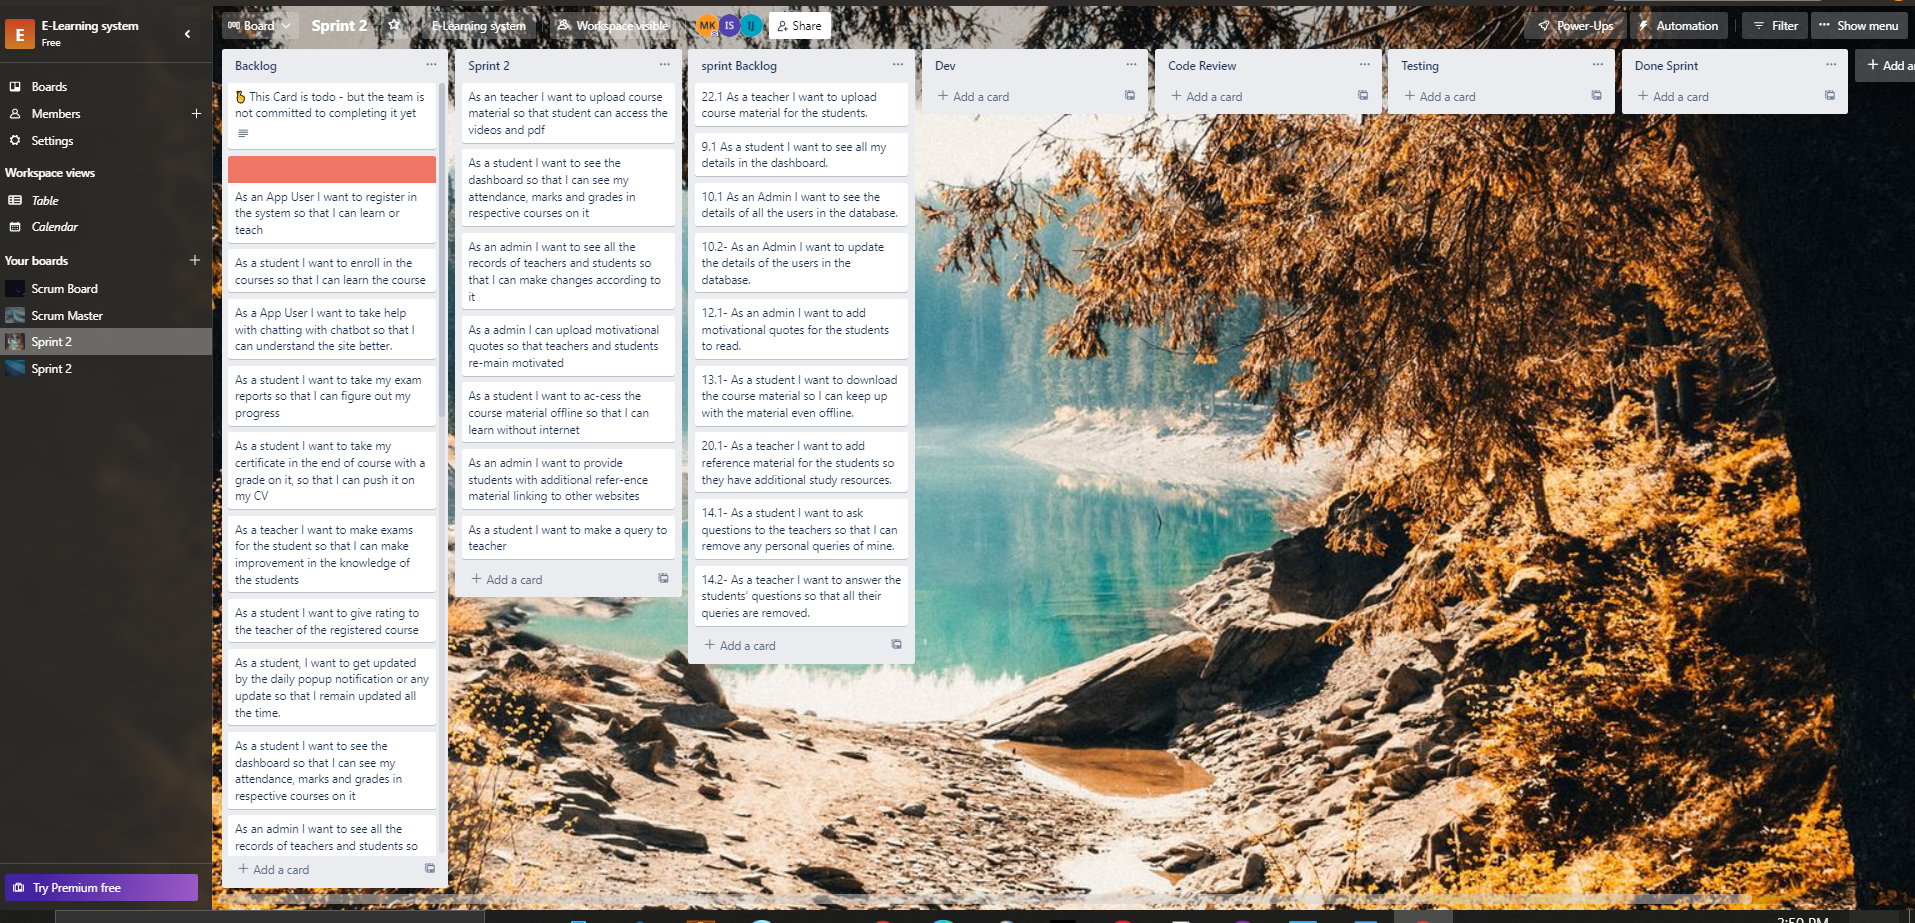 E
E-Learning system
Free
Boards
Members
Settings
Workspace views
Table
Calendar
Your boards
Scrum Board
Scrum Master
Sprint 2
Sprint 2
Try Premium free
Board
Sprint 2
E-Learning system
Workspace visible
MK
IS
IJ
Share
Power-Ups
Automation
Filter
Show menu
Backlog
This Card is todo - but the team is
not committed to completing it yet
As an App User I want to register in
the system so that I can learn or
teach
As a student I want to enroll in the
courses so that I can learn the course
As a App User I want to take help
with chatting with chatbot so that I
can understand the site better.
As a student I want to take my exam
reports so that I can figure out my
progress
As a student I want to take my
certificate in the end of course with a
grade on it, so that I can push it on
my CV
As a teacher I want to make exams
for the student so that I can make
improvement in the knowledge of
the students
As a student I want to give rating to
the teacher of the registered course
As a student, I want to get updated
by the daily popup notification or any
update so that I remain updated all
the time.
As a student I want to see the
dashboard so that I can see my
attendance, marks and grades in
respective courses on it
As an admin I want to see all the
records of teachers and students so
Add a card
Sprint 2
As an teacher I want to upload course
material so that student can access the
videos and pdf
As a student I want to see the
dashboard so that I can see my
attendance, marks and grades in
respective courses on it
As an admin I want to see all the
records of teachers and students so
that I can make changes according to
it
As a admin I can upload motivational
quotes so that teachers and students
re-main motivated
As a student I want to ac-cess the
course material offline so that I can
learn without internet
As an admin I want to provide
students with additional refer-ence
material linking to other websites
As a student I want to make a query to
teacher
Add a card
sprint Backlog
22.1 As a teacher I want to upload
course material for the students.
9.1 As a student I want to see all my
details in the dashboard.
10.1 As an Admin I want to see the
details of all the users in the database.
10.2- As an Admin I want to update
the details of the users in the
database.
12.1- As an admin I want to add
motivational quotes for the students
to read.
13.1- As a student I want to download
the course material so I can keep up
with the material even offline.
20.1- As a teacher I want to add
reference material for the students so
they have additional study resources.
14.1- As a student I want to ask
questions to the teachers so that I can
remove any personal queries of mine.
14.2- As a teacher I want to answer the
students' questions so that all their
queries are removed.
Add a card
Dev
Add a card
Code Review
Add a card
Testing
Add a card
Done Sprint
Add a card
Add a
2:50 PM